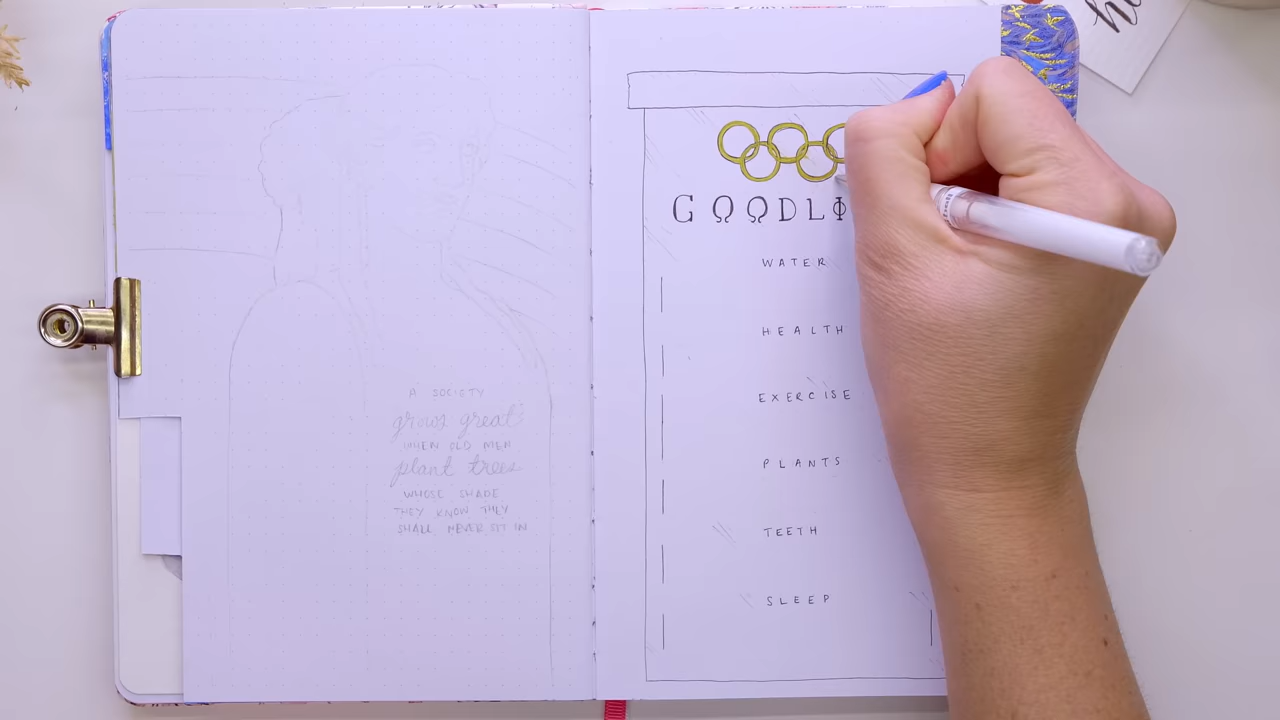 A SOCIETY
grows great
WHEN OLD MEN
plant trees
WHOSE SHADE
THEY KNOW THEY
SHALL NEVER SIT IN
GOODLI
WATER
HEALTH
EXERCISE
PLANTS
TEETH
SLEEP